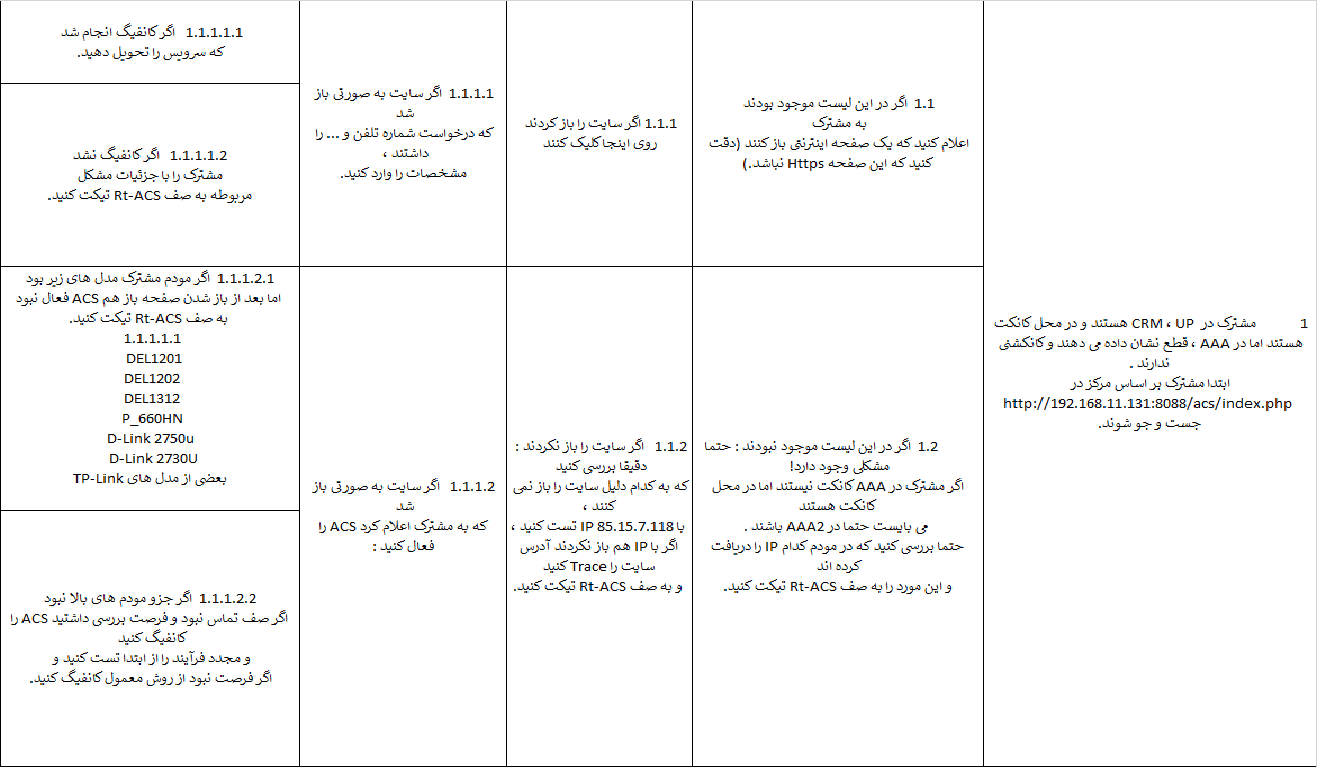 1 مشترک در CRM ، UP هستند و در محل کانکت
هستند اما در AAA ، قطع نشان داده می دهند و کانکشنی
ندارند .
ابتدا مشترک بر اساس مرکز در
http://192.168.11.131:8088/acs/index.php
جست و جو شوند.
1.1 اگر در این لیست موجود بودند
به مشترک
اعلام کنید که یک صفحه اینترنتی باز کنند (دقت
کنید که این صفحه Https نباشد.)
1.1.1 اگر سایت را باز کردند
روی اینجا کلیک کنند
1.1.1.1 اگر سایت به صورتی باز
شد
که درخواست شماره تلفن و ... را
داشتند ،
مشخصات را وارد کنید.
1.1.1.1.1 اگر کانفیگ انجام شد
که سرویس را تحویل دهید.
1.1.1.1.2 اگر کانفیگ نشد
مشترک را با جزئیات مشکل
مربوطه به صف Rt-ACS تیکت کنید.
1.2 اگر در این لیست موجود نبودند : حتما
مشکلی وجود دارد!
اگر مشترک در AAA کانکت نیستند اما در محل
کانکت هستند
می بایست حتما در AAA2 باشند .
حتما بررسی کنید که در مودم کدام IP را دریافت
کرده اند
و این مورد را به صف Rt-ACS تیکت کنید.
1.1.2 اگر سایت را باز نکردند :
دقیقا بررسی کنید
که به کدام دلیل سایت را باز نمی
کنند ،
با IP 85.15.7.118 تست کنید ،
اگر با IP هم باز نکردند آدرس
سایت را Trace کنید
و به صف Rt-ACS تیکت کنید.
1.1.1.2 اگر سایت به صورتی باز
شد
که به مشترک اعلام کرد ACS را
فعال کنید :
1.1.1.2.1 اگر مودم مشترک مدل های زیر بود
اما بعد از باز شدن صفحه باز هم ACS فعال نبود
به صف Rt-ACS تیکت کنید.
1.1.1.1.1
DEL1201
DEL1202
DEL1312
P_660HN
D-Link 2750u
D-Link 2730U
بعضی از مدل های TP-Link
1.1.1.2.2 اگر جزو مودم های بالا نبود
اگر صف تماس نبود و فرصت بررسی داشتید ACS را
کانفیگ کنید
و مجدد فرآیند را از ابتدا تست کنید و
اگر فرصت نبود از روش معمول کانفیگ کنید.